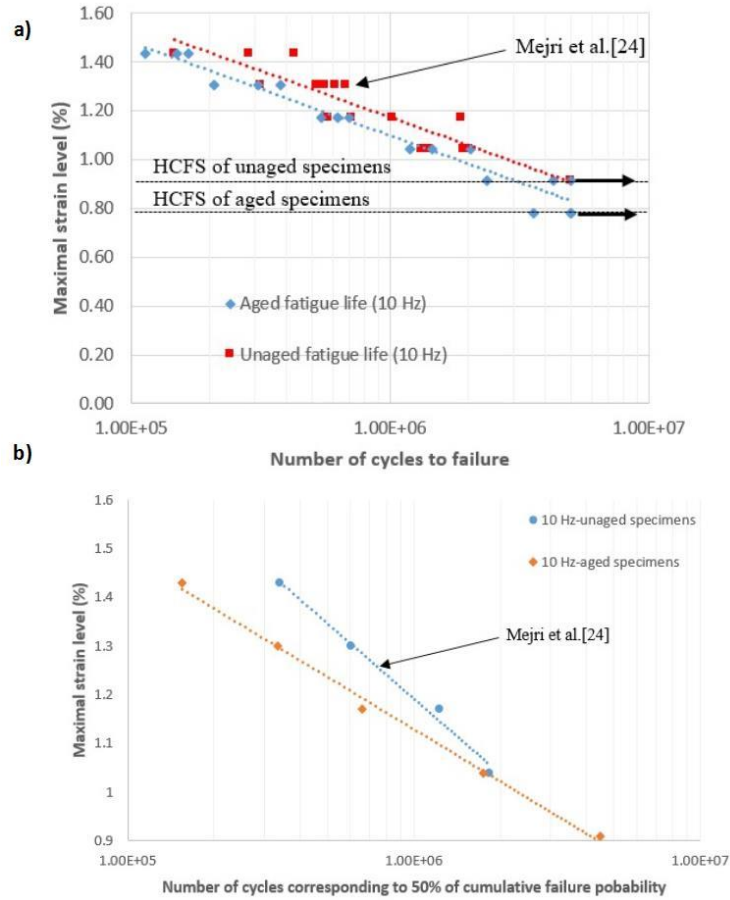 a)
1.60
1.40
1.20
1.00
0.80
0.60
0.40
0.20
0.00
Maximal strain level (%)
Mejri et al.[24]
HCFS of unaged specimens
HCFS of aged specimens
Aged fatigue life (10 Hz)
Unaged fatigue life (10 Hz)
1.00E+05
1.00E+06
1.00E+07
Number of cycles to failure
b)
1.6
1.5
1.4
1.3
1.2
1.1
1
0.9
Maximal strain level (%)
10 Hz-unaged specimens
10 Hz-aged specimens
Mejri et al.[24]
1.00E+05
1.00E+06
1.00E+07
Number of cycles corresponding to 50% of cumulative failure pobability